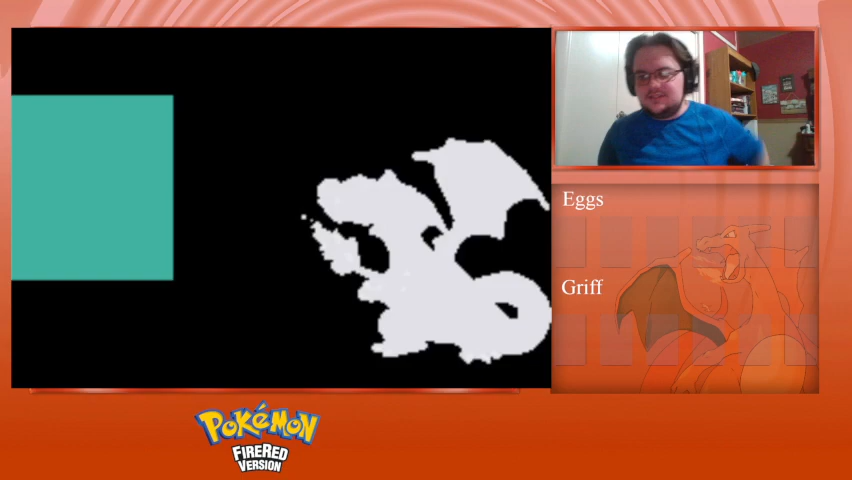 Eggs
Griff
POKéMON
FIRERED
VERSION